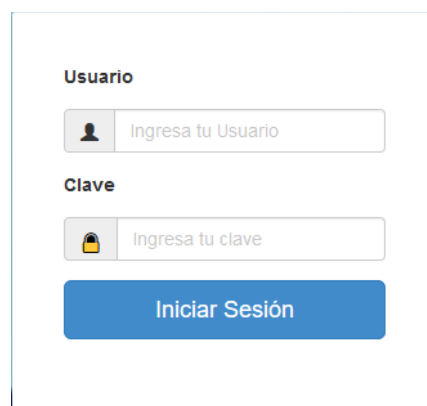 Usuario
Ingresa tu Usuario
Clave
Ingresa tu clave
Iniciar Sesión